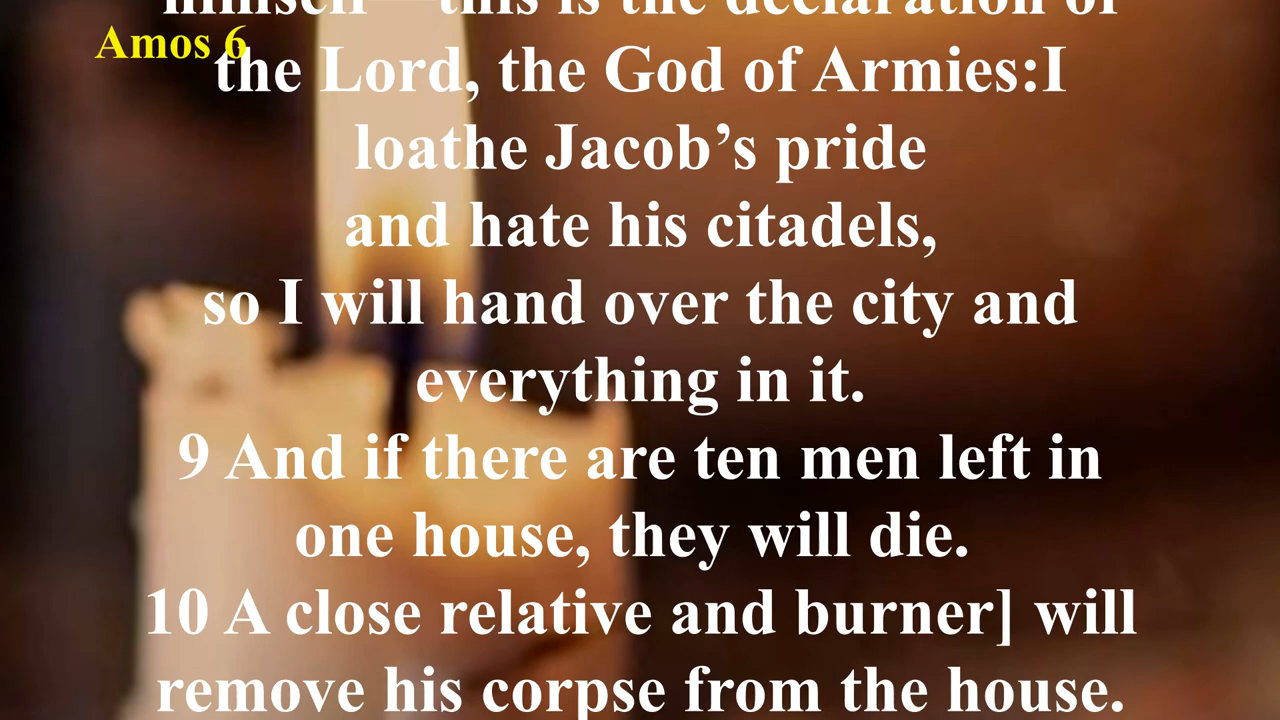 himself—this is the declaration of
Amos 6
the Lord, the God of Armies:I
loathe Jacob’s pride
and hate his citadels,
so I will hand over the city and
everything in it.
9 And if there are ten men left in
one house, they will die.
10 A close relative and burner] will
remove his corpse from the house.